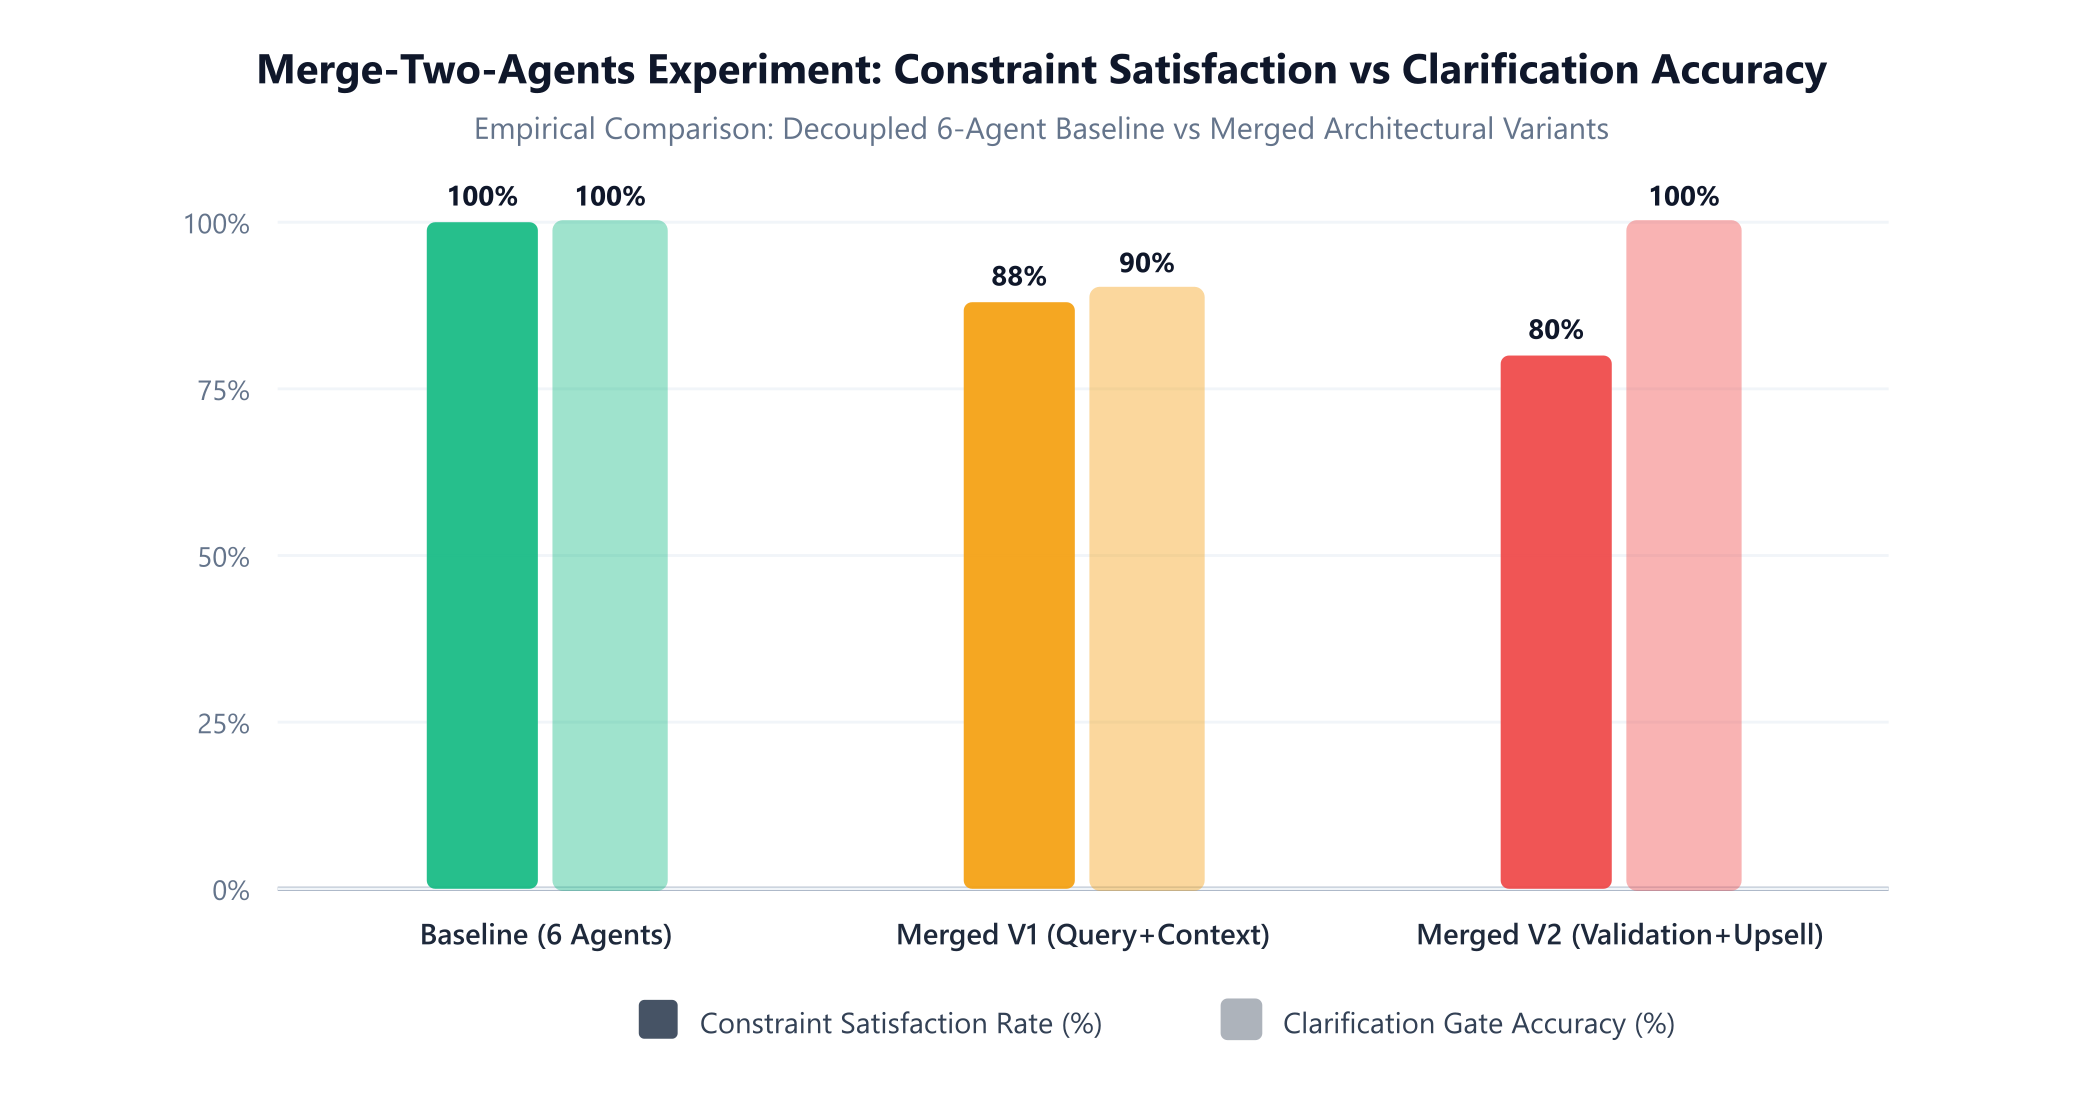 Merge-Two-Agents Experiment: Constraint Satisfaction vs Clarification Accuracy
Empirical Comparison: Decoupled 6-Agent Baseline vs Merged Architectural Variants
100% 100% 100%
100%
90%
88%
80%
75%
50%
25%
0%
Baseline (6 Agents) Merged V1 (Query+Context) Merged V2 (Validation+Upsell)
Constraint Satisfaction Rate (%) Clarification Gate Accuracy (%)